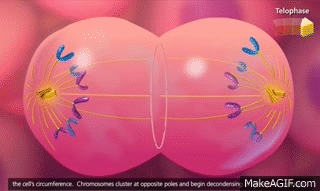 Telophase
the cell's circumference.  Chromosomes cluster at opposite poles and begin decondensing
MakeAGIF.com